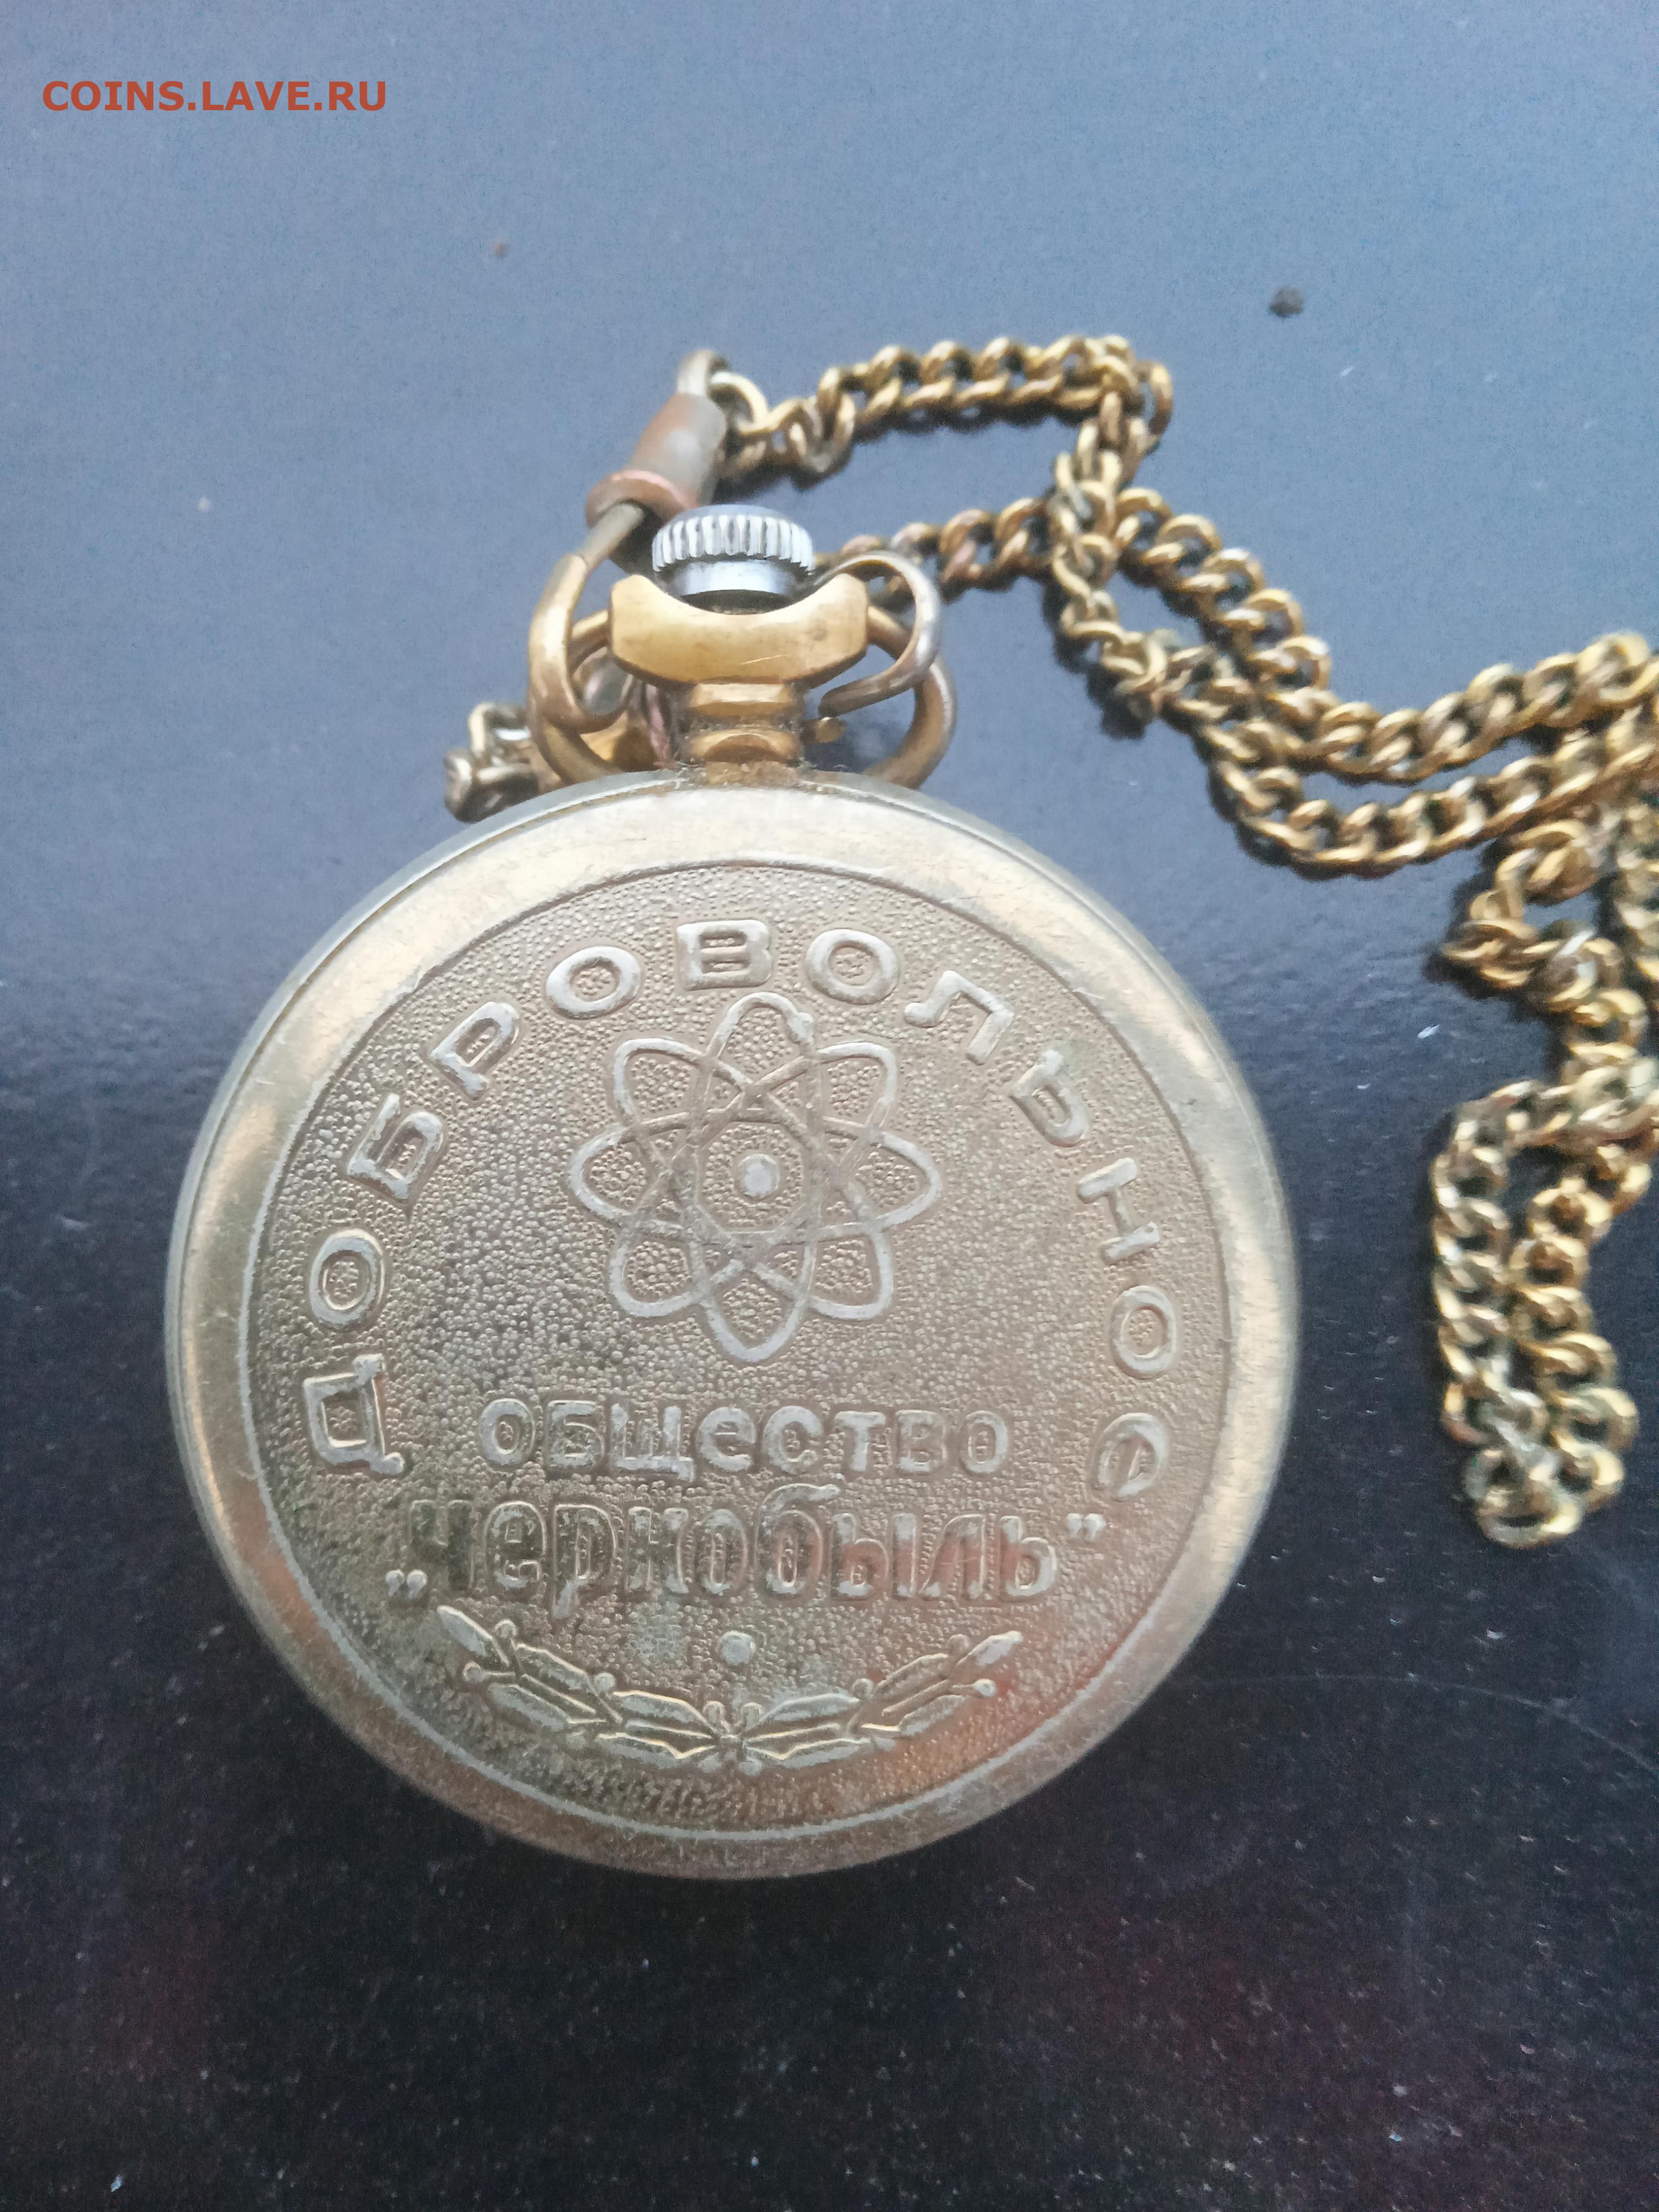 COINS.LAVE.RU
ДОБРОВОЛЬНОЕ
ОБЩЕСТВО
„Чернобыль"